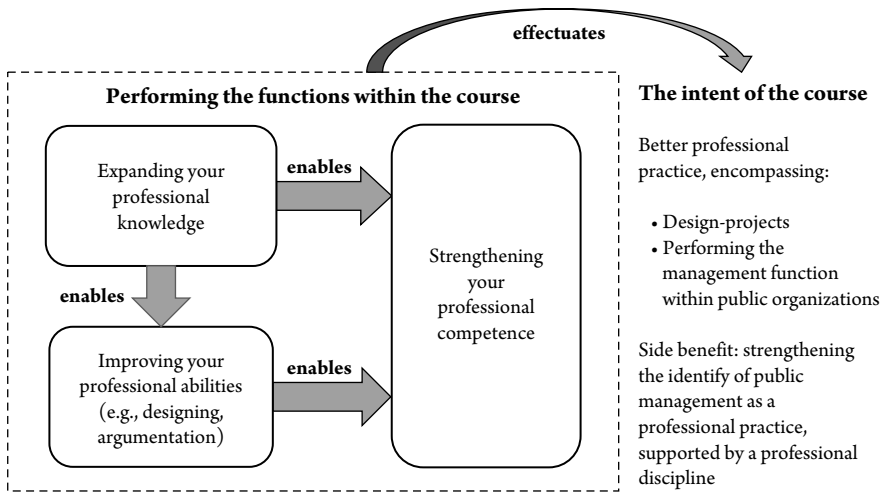 effectuates
Performing the functions within the course
Expanding your
professional
knowledge
enables
enables
Improving your
professional abilities
(e.g., designing,
argumentation)
enables
Strengthening
your
professional
competence
The intent of the course
Better professional
practice, encompassing:
• Design-projects
• Performing the
management function
within public organizations
Side benefit: strengthening
the identify of public
management as a
professional practice,
supported by a professional
discipline